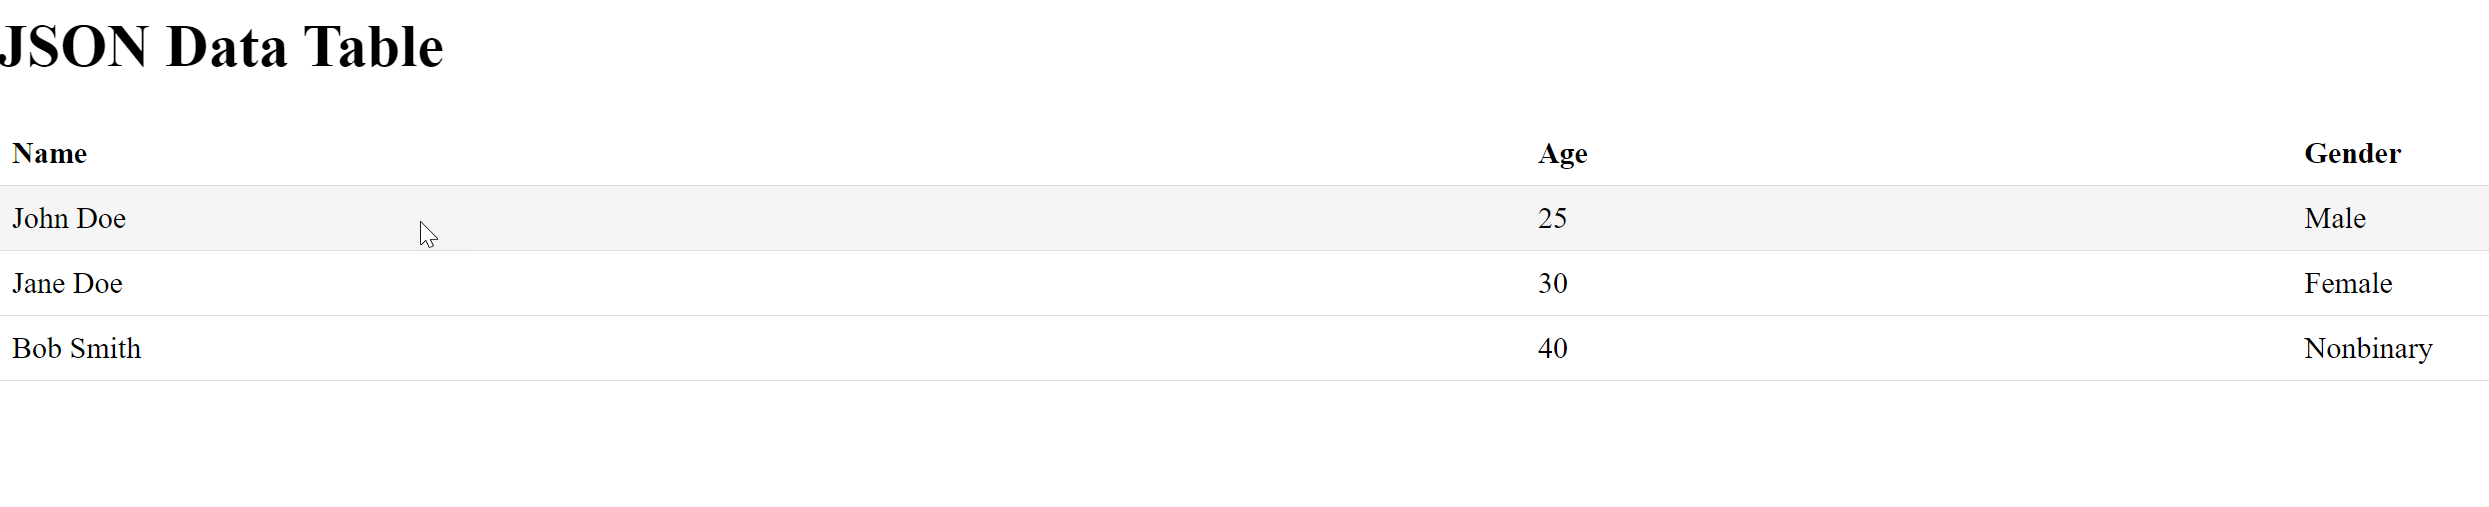 JSON Data Table
Name Age Gender
John Doe 25 Male
Jane Doe 30 Female
Bob Smith 40 Nonbinary